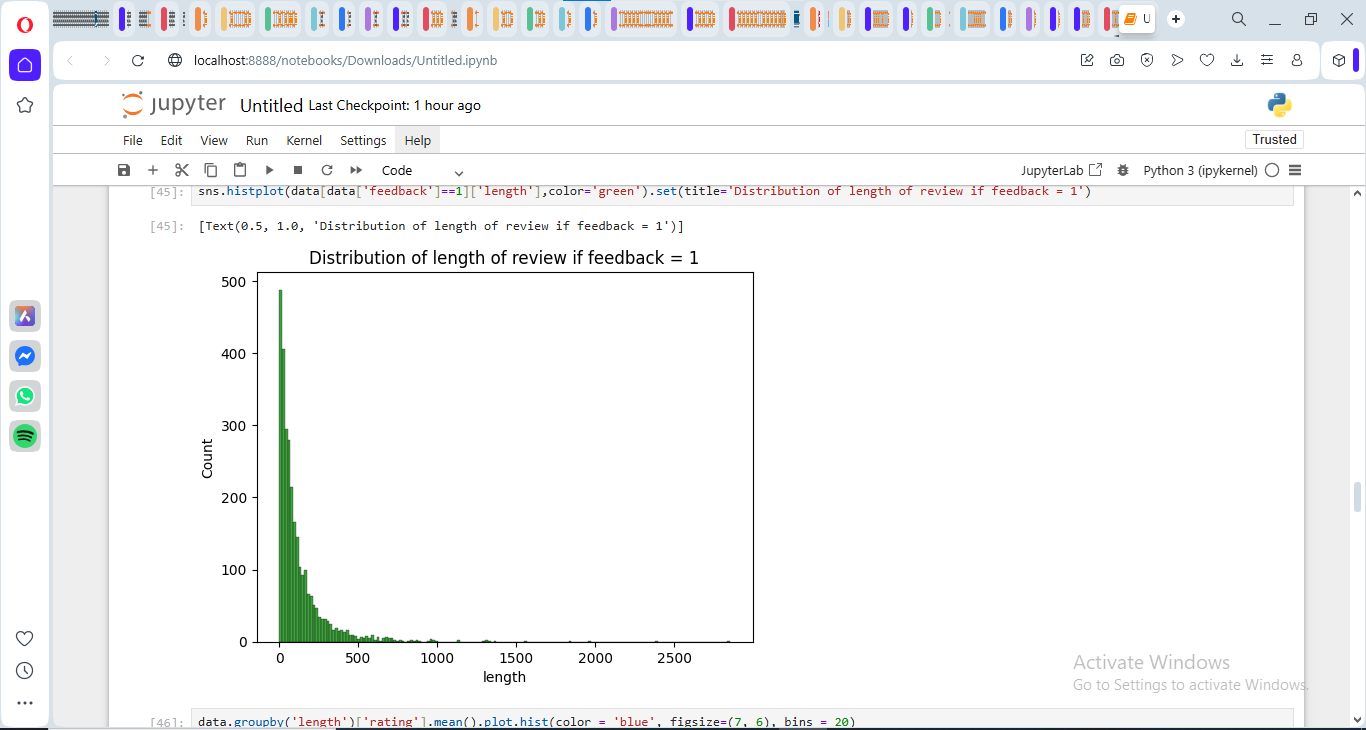 U
localhost:8888/notebooks/Downloads/Untitled.ipynb
jupyter Untitled Last Checkpoint: 1 hour ago
File Edit View Run Kernel Settings Help
Trusted
Code
JupyterLab
Python 3 (ipykernel)
[45]: sns.histplot(data[data['feedback']==1]['length'],color='green').set(title='Distribution of length of review if feedback = 1')
[45]: [Text(0.5, 1.0, 'Distribution of length of review if feedback = 1')]
Distribution of length of review if feedback = 1
500
400
300
200
100
0
Count
0 500 1000 1500 2000 2500
length
Activate Windows
Go to Settings to activate Windows.
[46]: data.groupby('length')['rating'].mean().plot.hist(color = 'blue', figsize=(7, 6), bins = 20)